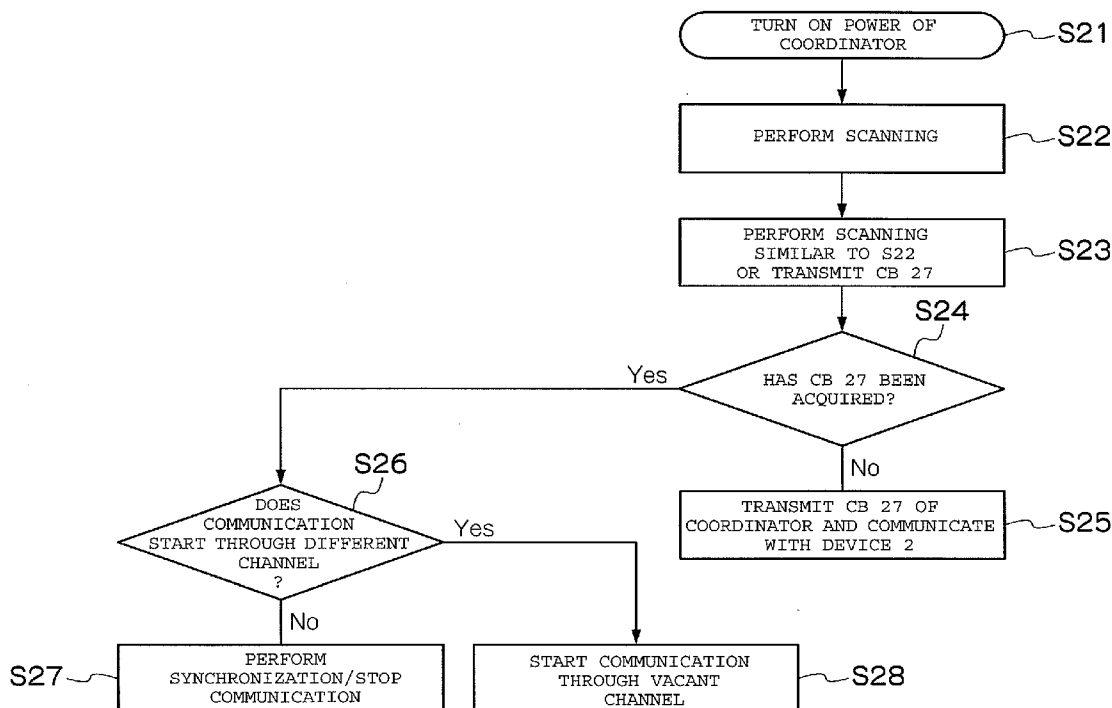 TURN ON POWER OF
COORDINATOR
S21
PERFORM SCANNING
S22
PERFORM SCANNING
SIMILAR TO S22
OR TRANSMIT CB 27
S23
S24
HAS CB 27 BEEN
ACQUIRED?
Yes
No
TRANSMIT CB 27 OF
COORDINATOR AND COMMUNICATE
WITH DEVICE 2
S25
S26
DOES
COMMUNICATION
START THROUGH DIFFERENT
CHANNEL
?
Yes
No
S27
PERFORM
SYNCHRONIZATION/STOP
COMMUNICATION
START COMMUNICATION
THROUGH VACANT
CHANNEL
S28